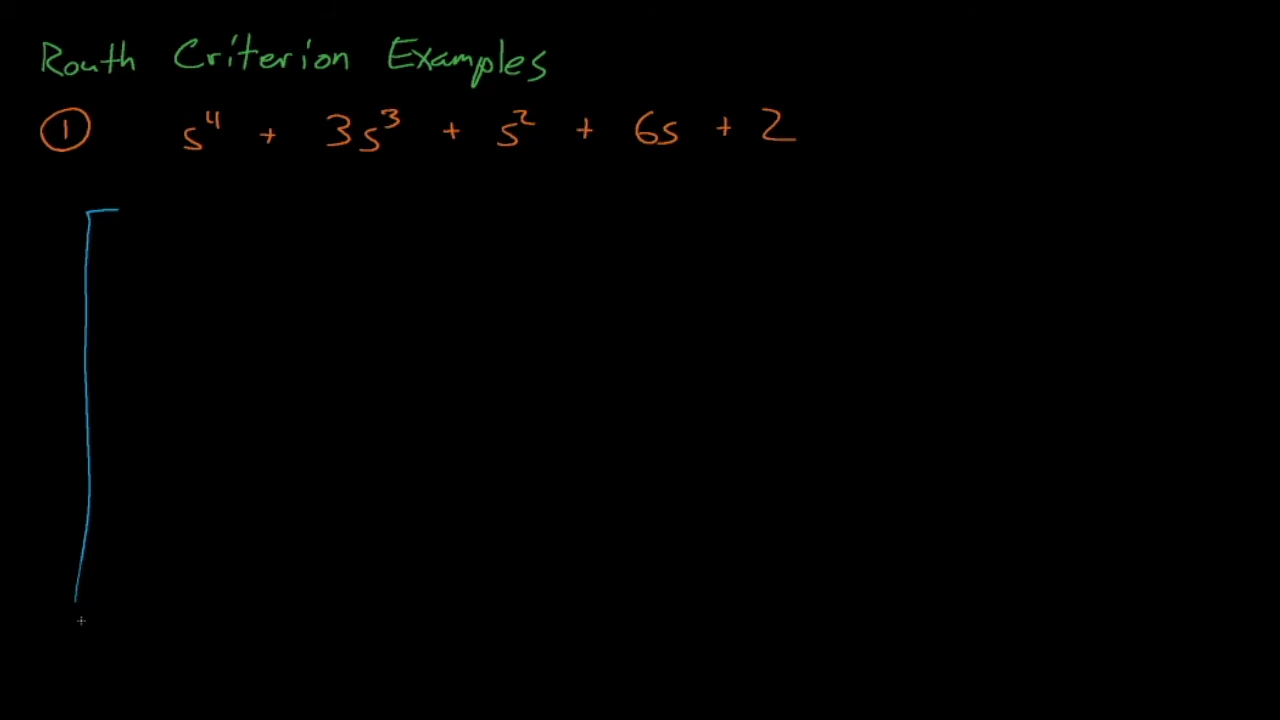 Routh Criterion Examples
① s⁴ + 3s³ + s² + 6s + 2